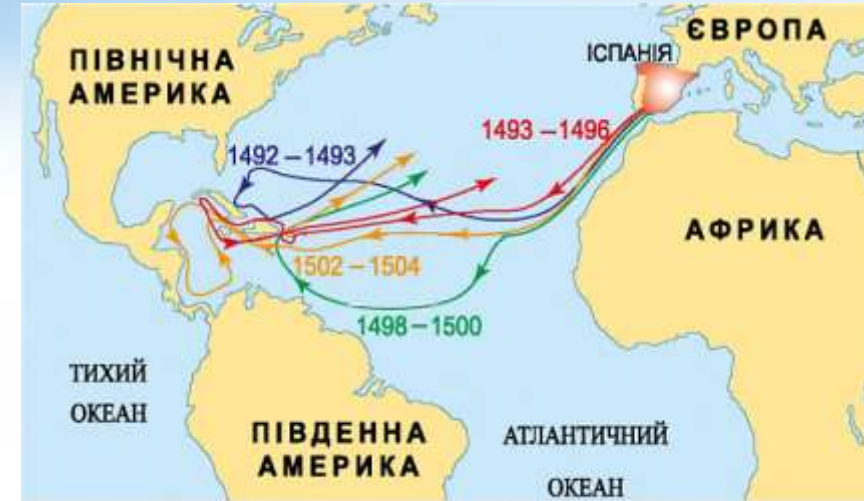 ЄВРОПА
ІСПАНІЯ
ПІВНІЧНА
АМЕРИКА
1493 – 1496
1492 – 1493
АФРИКА
1502 – 1504
1498 – 1500
ТИХИЙ
ОКЕАН
ПІВДЕННА
АМЕРИКА
АТЛАНТИЧНИЙ
ОКЕАН